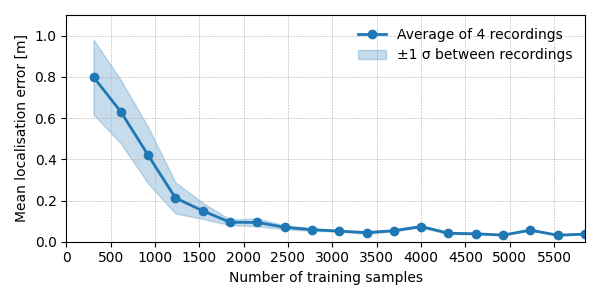 Average of 4 recordings
±1 σ between recordings
Mean localisation error [m]
1.0
0.8
0.6
0.4
0.2
0.0
0 500 1000 1500 2000 2500 3000 3500 4000 4500 5000 5500
Number of training samples